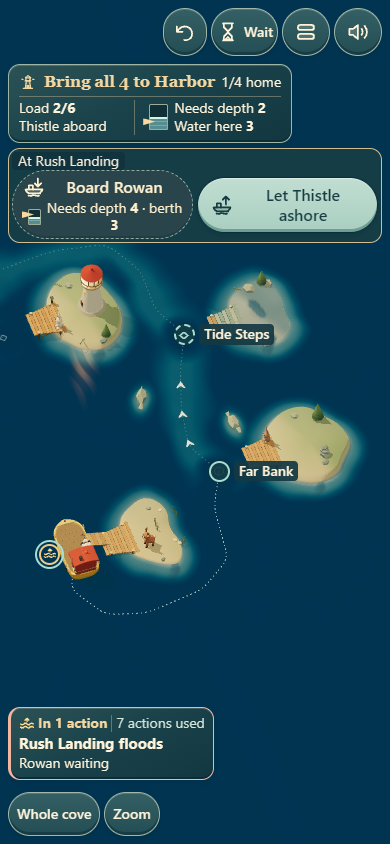 Wait
Bring all 4 to Harbor 1/4 home
Load 2/6
Thistle aboard
Needs depth 2
Water here 3
At Rush Landing
Board Rowan
Needs depth 4 · berth
3
Let Thistle
ashore
Tide Steps
Far Bank
In 1 action 7 actions used
Rush Landing floods
Rowan waiting
Whole cove
Zoom